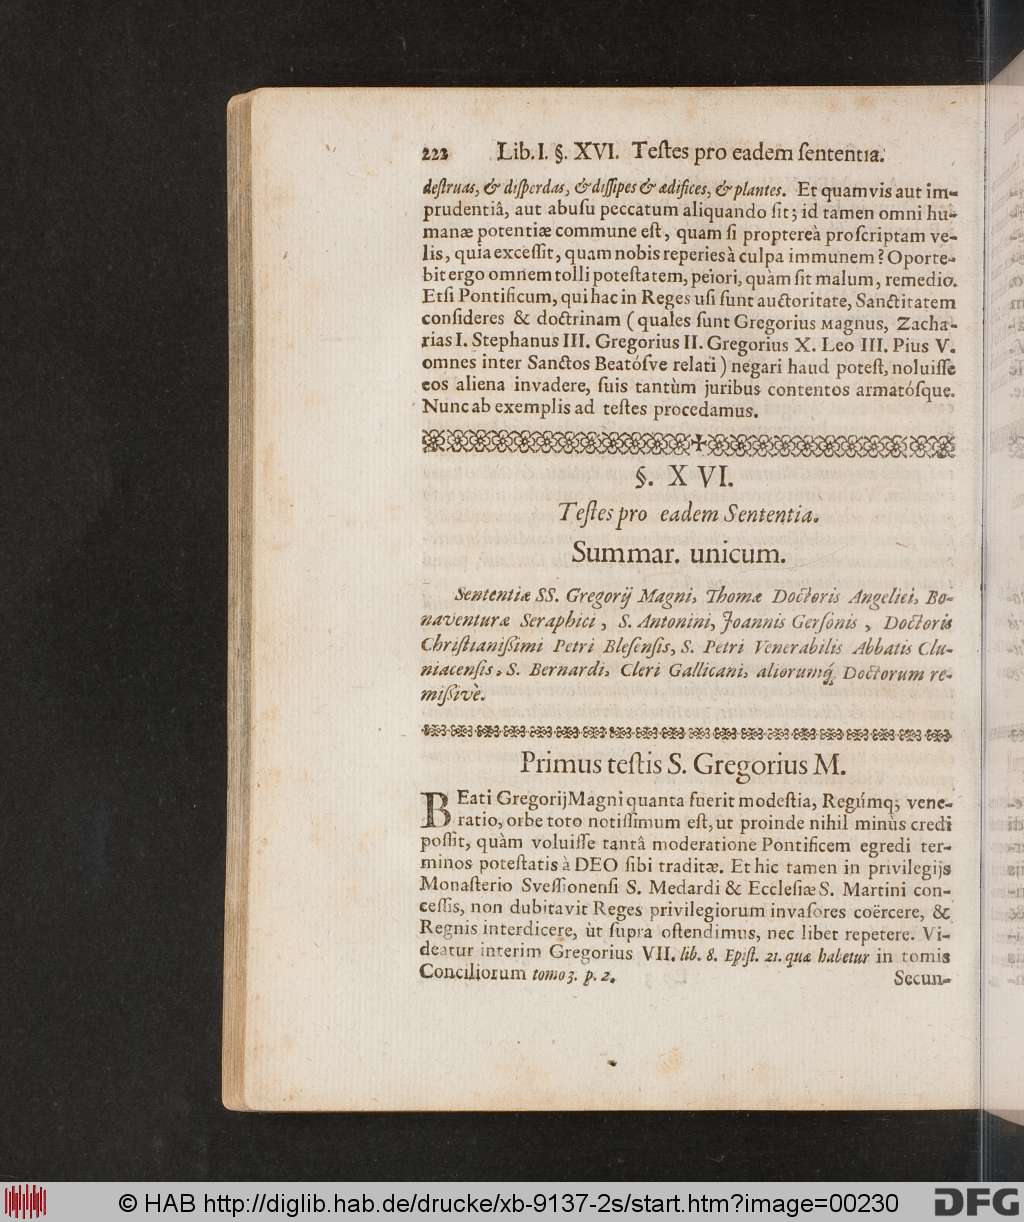 222 Lib. I. §. XVI. Teſtes pro eadem ſententia.
deſtruas, & diſperdas, & diſſipes & ædifices, & plantes. Et quamvis aut im-
prudentiâ, aut abuſu peccatum aliquando ſit; id tamen omni hu-
manæ potentiæ commune eſt, quam ſi proptereà proſcriptam ve-
lis, quia exceſſit, quam nobis reperies à culpa immunem? Oporte-
bit ergo omnem tolli poteſtatem, peiori, quàm ſit malum, remedio.
Etſi Pontificum, qui hac in Reges uſi ſunt auctoritate, Sanctitatem
conſideres & doctrinam (quales ſunt Gregorius Magnus, Zacha-
rias I. Stephanus III. Gregorius II. Gregorius X. Leo III. Pius V.
omnes inter Sanctos Beatóſve relati) negari haud poteſt, noluiſſe
eos aliena invadere, ſuis tantùm juribus contentos armatóſque.
Nunc ab exemplis ad teſtes procedamus.
§. XVI.
Teſtes pro eadem Sententia.
Summar. unicum.
Sententiæ SS. Gregorij Magni, Thomæ Doctoris Angelici, Bo-
naventuræ Seraphici, S. Antonini, Joannis Gerſonis, Doctoris
Chriſtianißimi Petri Bleſenſis, S. Petri Venerabilis Abbatis Clu-
niacenſis, S. Bernardi, Cleri Gallicani, aliorumq́; Doctorum re-
mißivè.
Primus teſtis S. Gregorius M.
BEati Gregorij Magni quanta fuerit modeſtia, Regúmq; vene-
ratio, orbe toto notiſſimum eſt, ut proinde nihil minùs credi
poſſit, quàm voluiſſe tantâ moderatione Pontificem egredi ter-
minos poteſtatis à DEO ſibi traditæ. Et hic tamen in privilegijs
Monaſterio Sveſſionenſi S. Medardi & Eccleſiæ S. Martini con-
ceſſis, non dubitavit Reges privilegiorum invaſores coërcere, &
Regnis interdicere, ùt ſupra oſtendimus, nec libet repetere. Vi-
deatur interim Gregorius VII. lib. 8. Epiſt. 21. quæ habetur in tomis
Conciliorum tomo 3. p. 2.
Secun-
© HAB http://diglib.hab.de/drucke/xb-9137-2s/start.htm?image=00230
DFG